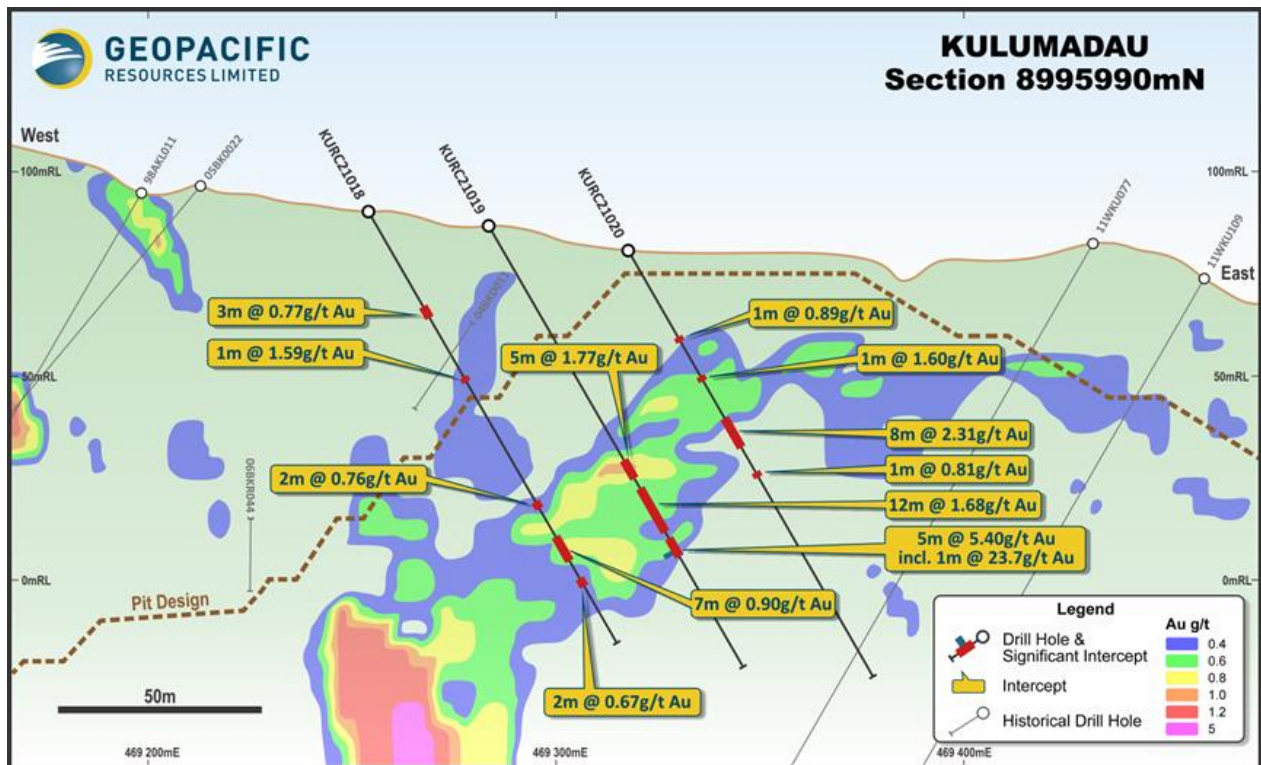 GEOPACIFIC
RESOURCES LIMITED
KULUMADAU
Section 8995990mN
West
East
100mRL
100mRL
50mRL
50mRL
0mRL
0mRL
98AKL011
05BK0022
KURC21018
KURC21019
KURC21020
11WKU077
11WKU109
06BKR044
3m @ 0.77g/t Au
1m @ 1.59g/t Au
2m @ 0.76g/t Au
5m @ 1.77g/t Au
1m @ 0.89g/t Au
1m @ 1.60g/t Au
8m @ 2.31g/t Au
1m @ 0.81g/t Au
12m @ 1.68g/t Au
5m @ 5.40g/t Au
incl. 1m @ 23.7g/t Au
7m @ 0.90g/t Au
2m @ 0.67g/t Au
Pit Design
50m
469 200mE
469 300mE
469 400mE
Legend
Drill Hole &
Significant Intercept
Intercept
Historical Drill Hole
Au g/t
0.4
0.6
0.8
1.0
1.2
5